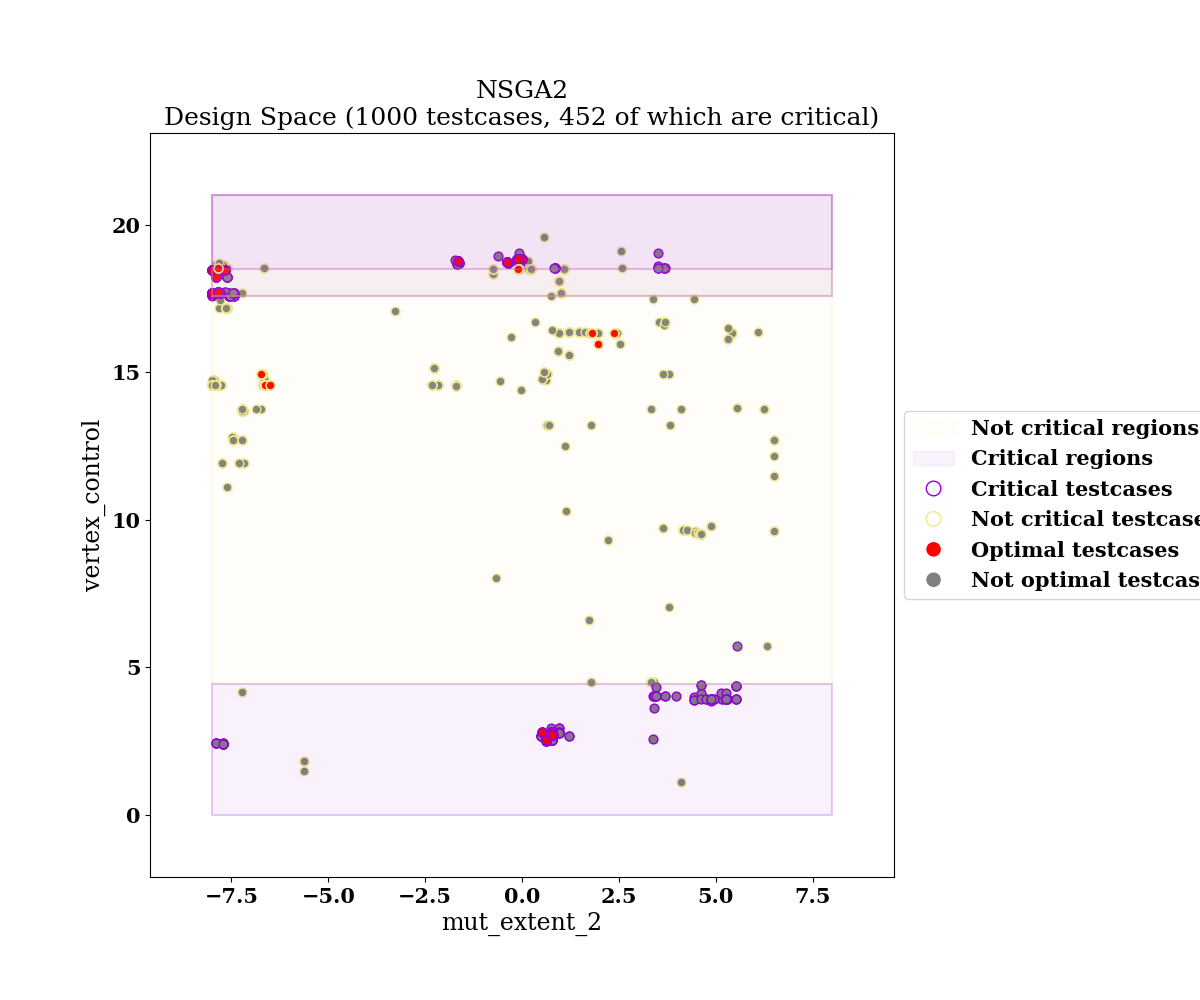 NSGA2
Design Space (1000 testcases, 452 of which are critical)
20
15
10
5
0
vertex_control
−7.5 −5.0 −2.5 0.0 2.5 5.0 7.5
mut_extent_2
Not critical regions
Critical regions
Critical testcases
Not critical testcase
Optimal testcases
Not optimal testcas